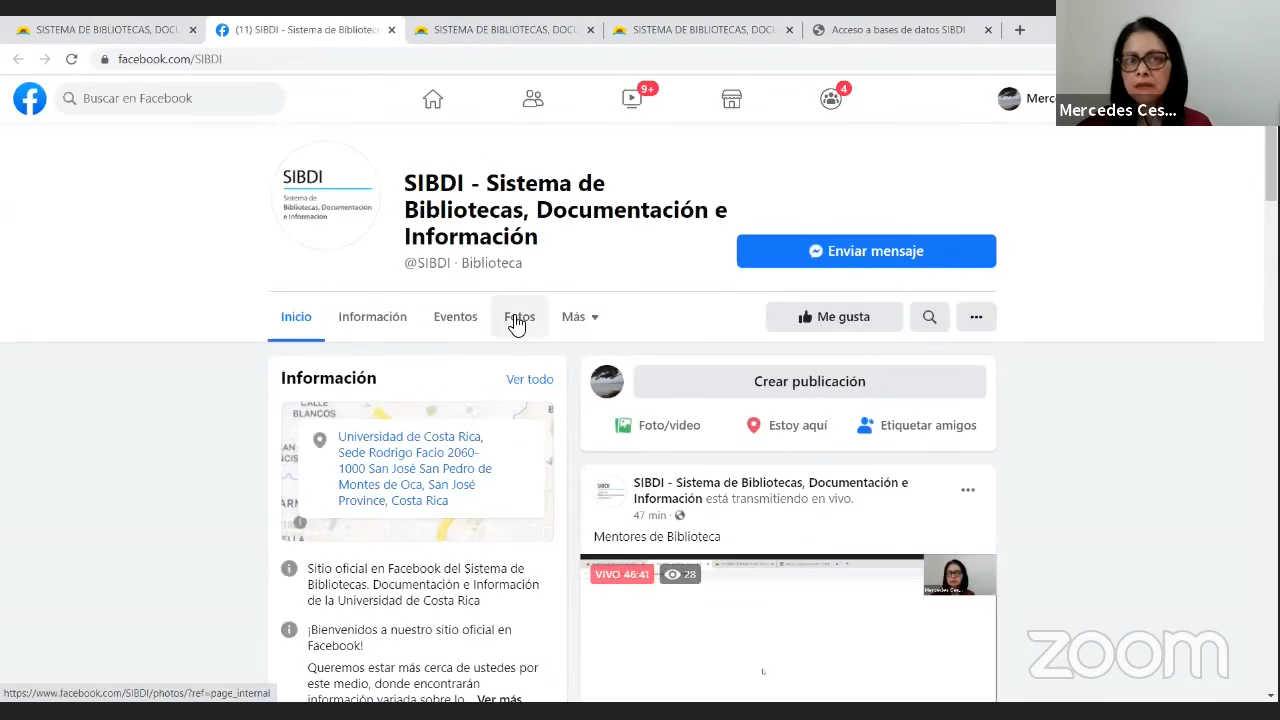 SISTEMA DE BIBLIOTECAS, DOCU
(11) SIBDI - Sistema de Bibliotec
SISTEMA DE BIBLIOTECAS, DOCU
SISTEMA DE BIBLIOTECAS, DOCU
Acceso a bases de datos SIBDI
facebook.com/SIBDI
Buscar en Facebook
9+
4
Merc
Mercedes Ces...
SIBDI
Sistema de
Bibliotecas, Documentación
e Información
SIBDI - Sistema de
Bibliotecas, Documentación e
Información
@SIBDI · Biblioteca
Enviar mensaje
Inicio
Información
Eventos
Fotos
Más
Me gusta
Información
Ver todo
CALLE
BLANCOS
Universidad de Costa Rica,
Sede Rodrigo Facio 2060-
1000 San José San Pedro de
Montes de Oca, San José
Province, Costa Rica
Sitio oficial en Facebook del Sistema de
Bibliotecas, Documentación e Información
de la Universidad de Costa Rica
¡Bienvenidos a nuestro sitio oficial en
Facebook!
Queremos estar más cerca de ustedes por
este medio, donde encontrarán
información variada sobre lo... Ver más
Crear publicación
Foto/video
Estoy aquí
Etiquetar amigos
SIBDI - Sistema de Bibliotecas, Documentación e
Información está transmitiendo en vivo.
47 min ·
Mentores de Biblioteca
VIVO 46:41
28
zoom
https://www.facebook.com/SIBDI/photos/?ref=page_internal